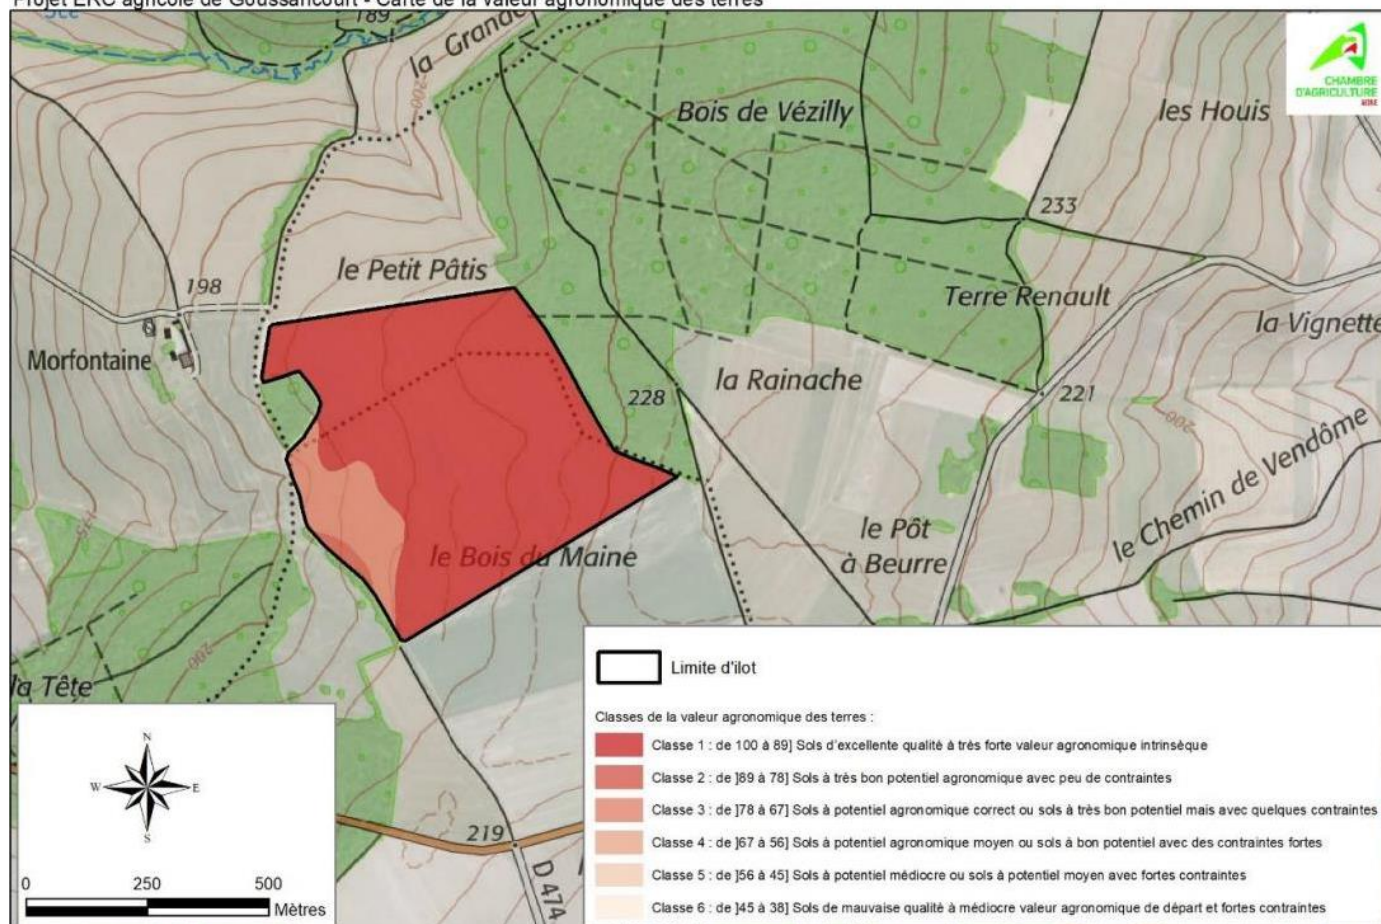 Projet ERC agricole de Goussancourt - Carte de la valeur agronomique des terres
189
la Grande
200
CHAMBRE
D'AGRICULTURE
AISNE
Bois de Vézilly
les Houis
233
le Petit Pâtis
198
Terre Renault
la Vignette
Morfontaine
la Rainache
228
221
200
le Chemin de Vendôme
le Pôt
à Beurre
le Bois du Maine
200
la Tête
219
D 474
N
W
E
S
0 250 500
Mètres
Limite d'ilot
Classes de la valeur agronomique des terres :
Classe 1 : de 100 à 89] Sols d'excellente qualité à très forte valeur agronomique intrinsèque
Classe 2 : de ]89 à 78] Sols à très bon potentiel agronomique avec peu de contraintes
Classe 3 : de ]78 à 67] Sols à potentiel agronomique correct ou sols à très bon potentiel mais avec quelques contraintes
Classe 4 : de ]67 à 56] Sols à potentiel agronomique moyen ou sols à bon potentiel avec des contraintes fortes
Classe 5 : de ]56 à 45] Sols à potentiel médiocre ou sols à potentiel moyen avec fortes contraintes
Classe 6 : de ]45 à 38] Sols de mauvaise qualité à médiocre valeur agronomique de départ et fortes contraintes